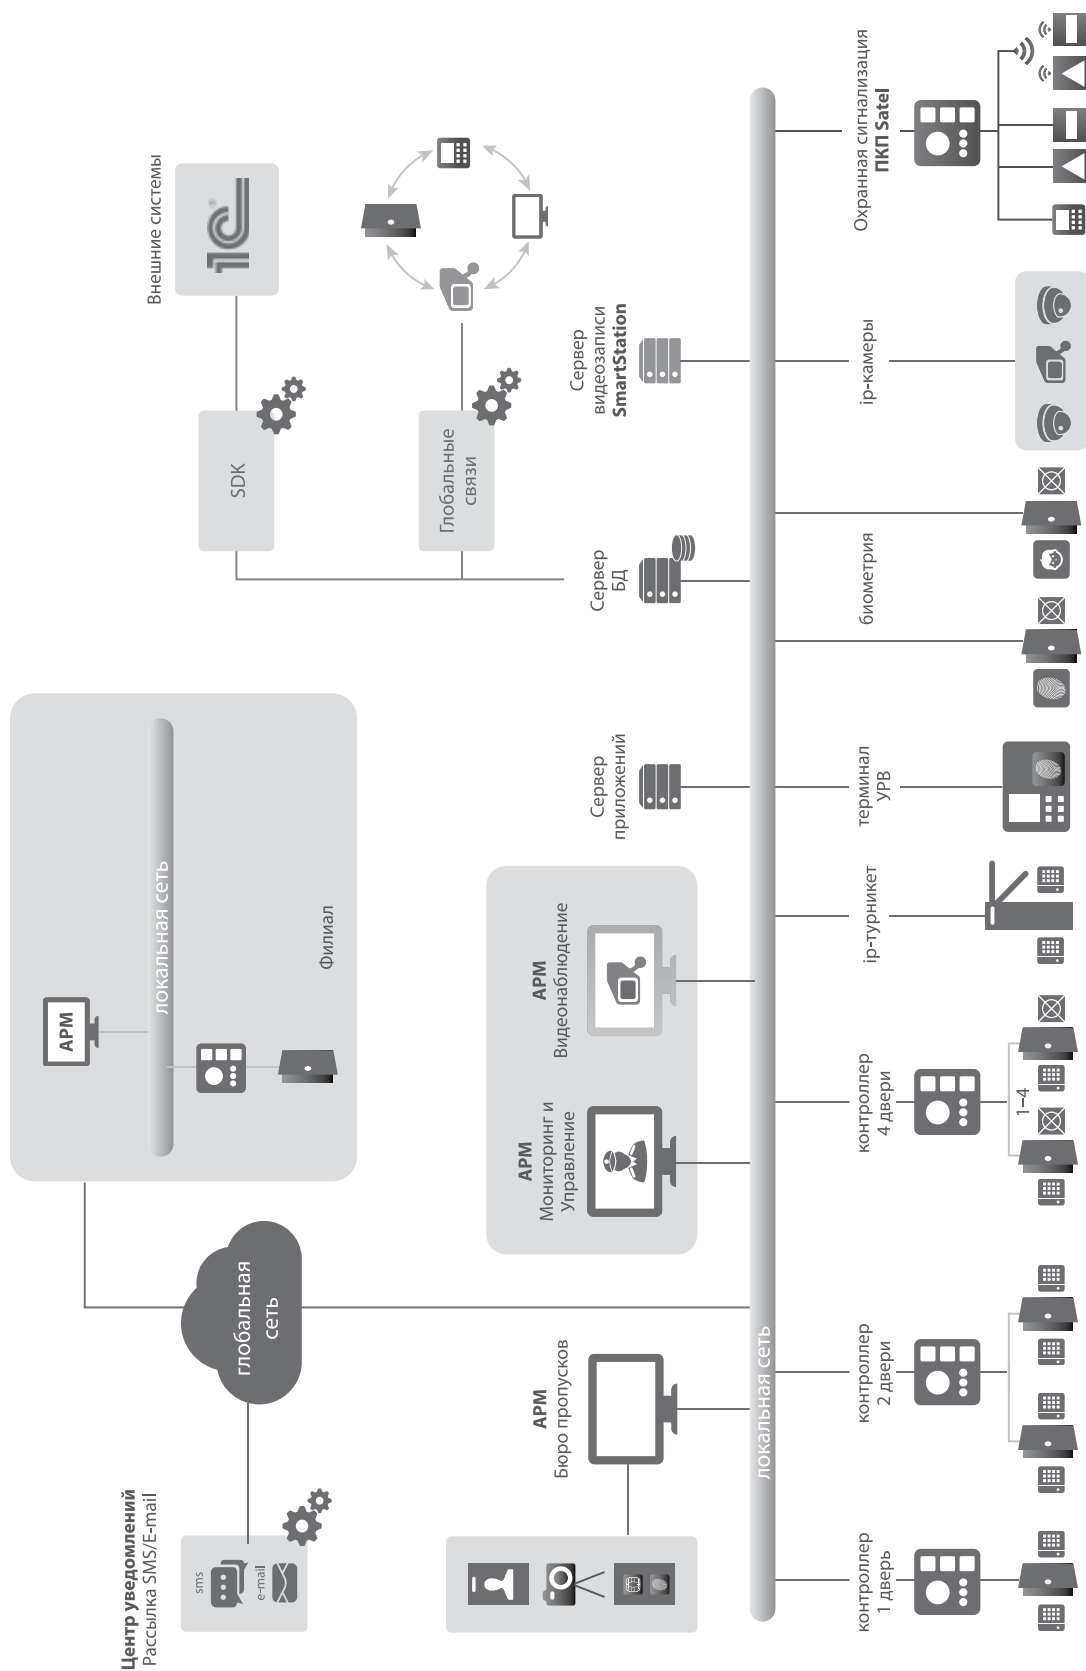 Центр уведомлений
Рассылка SMS/E-mail
sms
e-mail
глобальная
сеть
АРМ
локальная сеть
Филиал
Внешние системы
1С
SDK
Глобальные
связи
АРМ
Бюро пропусков
АРМ
Мониторинг и
Управление
АРМ
Видеонаблюдение
Сервер
приложений
Сервер
БД
Сервер
видеозаписи
SmartStation
локальная сеть
контроллер
1 дверь
контроллер
2 двери
контроллер
4 двери
1–4
ip-турникет
терминал
УРВ
биометрия
ip-камеры
Охранная сигнализация
ПКП Satel